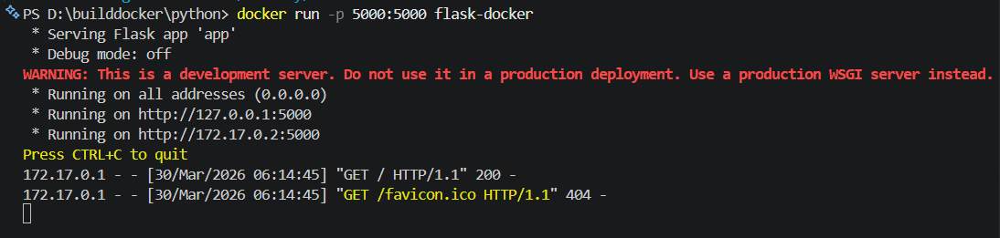 PS D:\builddocker\python> docker run -p 5000:5000 flask-docker
* Serving Flask app 'app'
* Debug mode: off
WARNING: This is a development server. Do not use it in a production deployment. Use a production WSGI server instead.
* Running on all addresses (0.0.0.0)
* Running on http://127.0.0.1:5000
* Running on http://172.17.0.2:5000
Press CTRL+C to quit
172.17.0.1 - - [30/Mar/2026 06:14:45] "GET / HTTP/1.1" 200 -
172.17.0.1 - - [30/Mar/2026 06:14:45] "GET /favicon.ico HTTP/1.1" 404 -